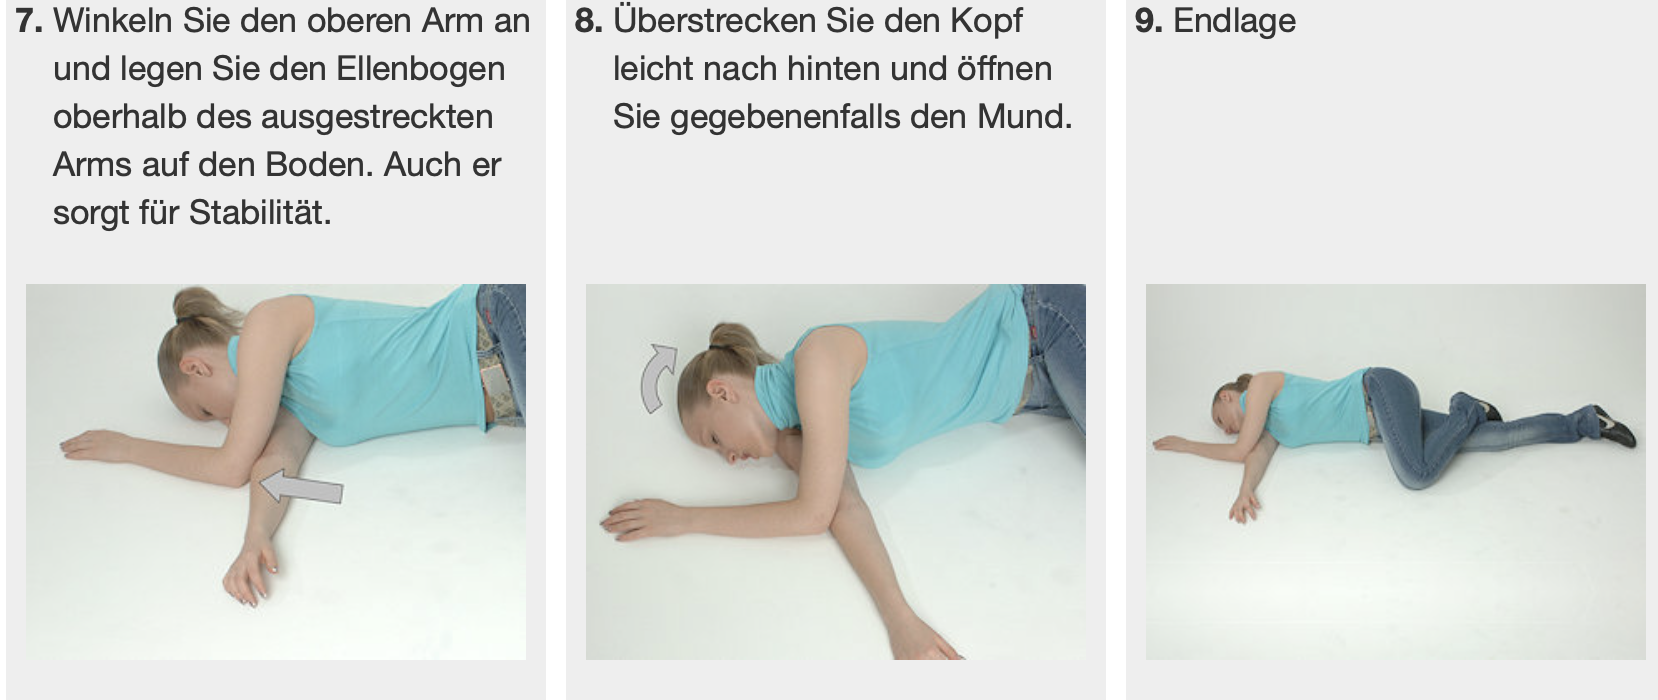 7. Winkeln Sie den oberen Arm an
und legen Sie den Ellenbogen
oberhalb des ausgestreckten
Arms auf den Boden. Auch er
sorgt für Stabilität.
8. Überstrecken Sie den Kopf
leicht nach hinten und öffnen
Sie gegebenenfalls den Mund.
9. Endlage